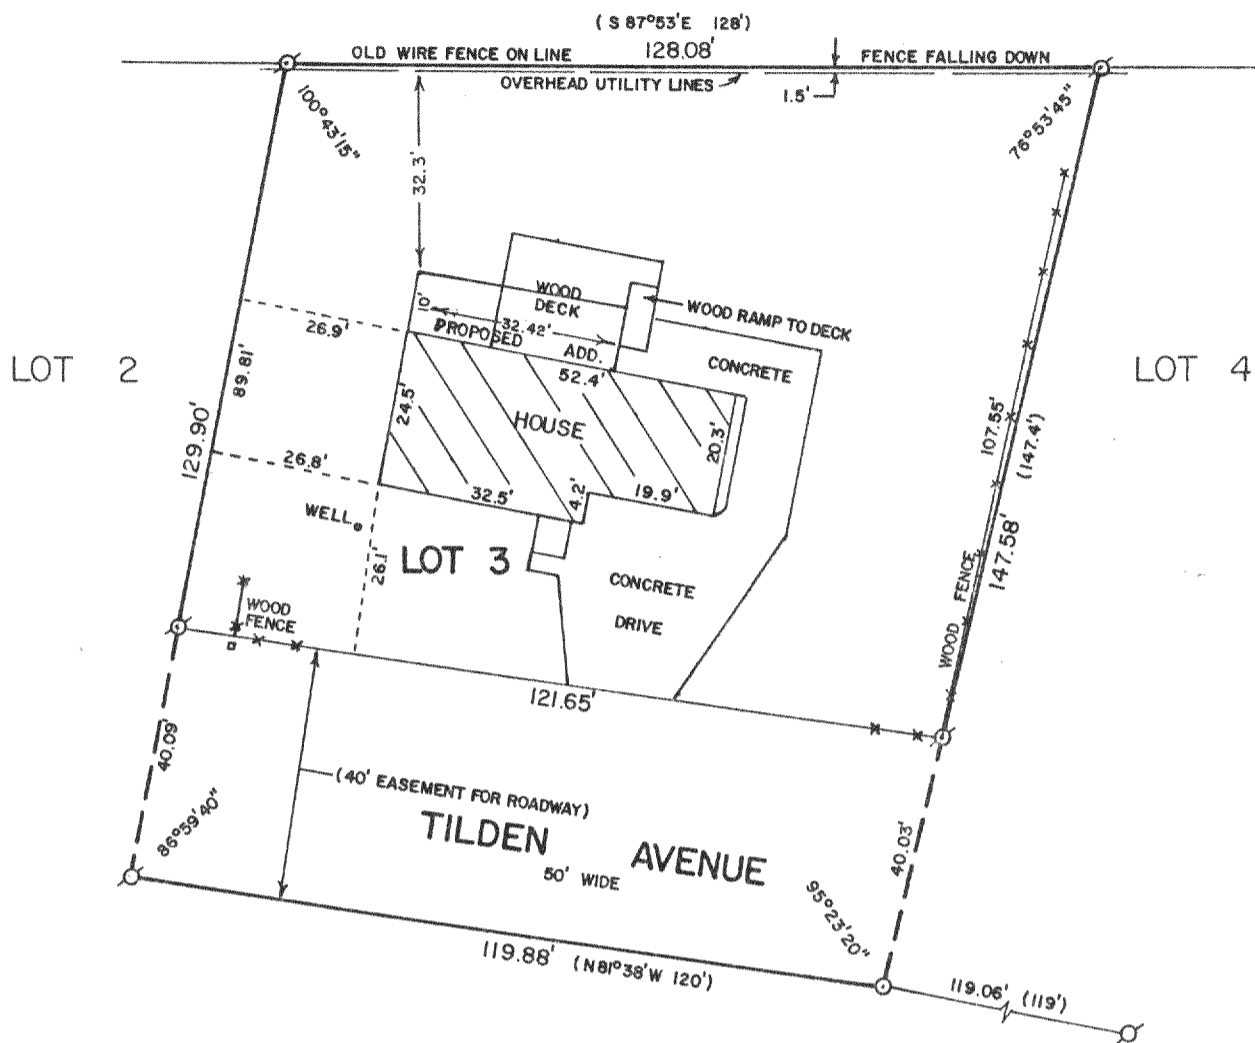 ( S 87°53'E 128')
128.08'
OLD WIRE FENCE ON LINE
FENCE FALLING DOWN
OVERHEAD UTILITY LINES
1.5'
100°43'15"
76°53'45"
32.3'
WOOD
DECK
WOOD RAMP TO DECK
10'
32.42'
PROPOSED
ADD.
26.9'
CONCRETE
LOT 2
LOT 4
89.81'
52.4'
24.5'
HOUSE
20.3'
107.55'
(147.4')
129.90'
26.8'
32.5'
4.2'
19.9'
WELL
LOT 3
26.1'
CONCRETE
DRIVE
147.58'
WOOD FENCE
WOOD
FENCE
121.65'
40.09'
(40' EASEMENT FOR ROADWAY)
TILDEN AVENUE
50' WIDE
86°59'40"
40.03'
95°23'20"
119.88' (N81°38'W 120')
119.06' (119')